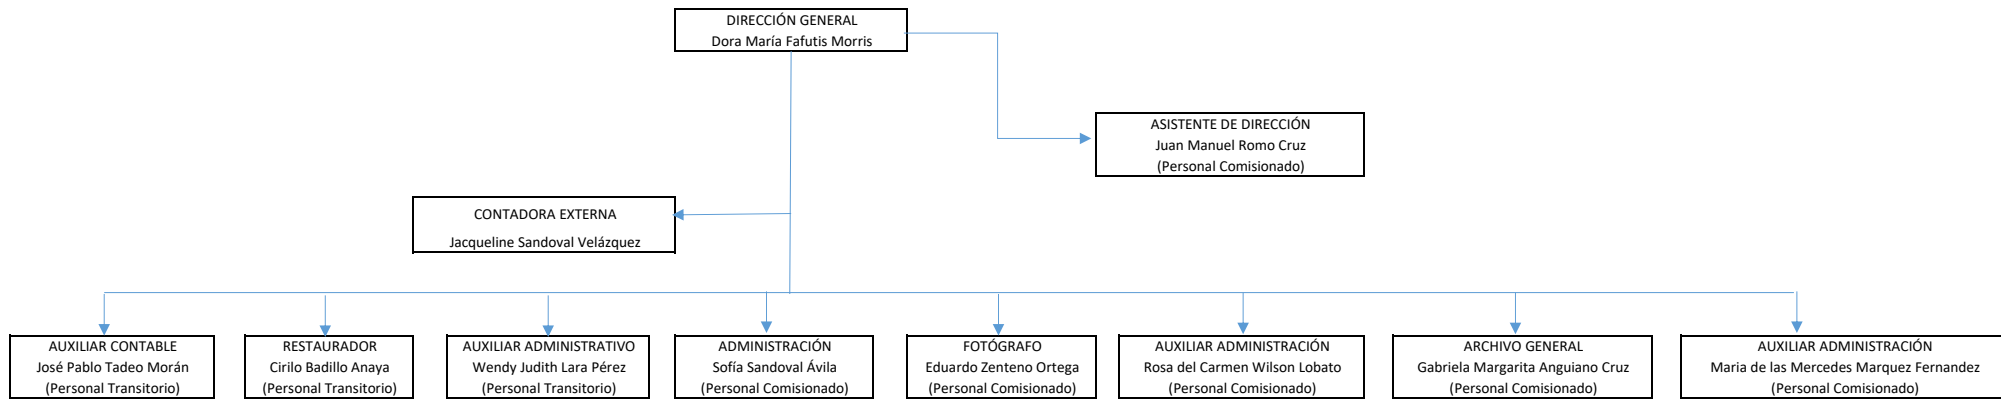 DIRECCIÓN GENERAL
Dora María Fafutis Morris
ASISTENTE DE DIRECCIÓN
Juan Manuel Romo Cruz
(Personal Comisionado)
CONTADORA EXTERNA
Jacqueline Sandoval Velázquez
AUXILIAR CONTABLE
José Pablo Tadeo Morán
(Personal Transitorio)
RESTAURADOR
Cirilo Badillo Anaya
(Personal Transitorio)
AUXILIAR ADMINISTRATIVO
Wendy Judith Lara Pérez
(Personal Transitorio)
ADMINISTRACIÓN
Sofía Sandoval Ávila
(Personal Comisionado)
FOTÓGRAFO
Eduardo Zenteno Ortega
(Personal Comisionado)
AUXILIAR ADMINISTRACIÓN
Rosa del Carmen Wilson Lobato
(Personal Comisionado)
ARCHIVO GENERAL
Gabriela Margarita Anguiano Cruz
(Personal Comisionado)
AUXILIAR ADMINISTRACIÓN
Maria de las Mercedes Marquez Fernandez
(Personal Comisionado)